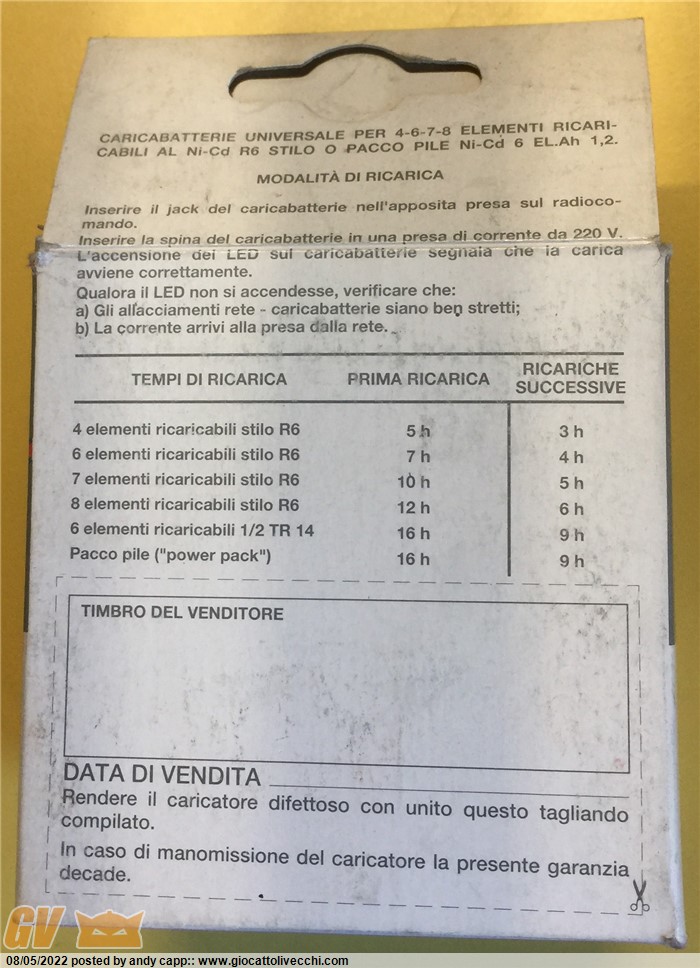 CARICABATTERIE UNIVERSALE PER 4-6-7-8 ELEMENTI RICARI-
CABILI AL Ni-Cd R6 STILO O PACCO PILE Ni-Cd 6 EL.Ah 1,2.
MODALITÀ DI RICARICA
Inserire il jack del caricabatterie nell'apposita presa sul radioco-
mando.
Inserire la spina del caricabatterie in una presa di corrente da 220 V.
L'accensione dei LED sul caricabatterie segnala che la carica
avviene correttamente.
Qualora il LED non si accendesse, verificare che:
a) Gli allacciamenti rete - caricabatterie siano ben stretti;
b) La corrente arrivi alla presa dalla rete.
TEMPI DI RICARICA PRIMA RICARICA RICARICHE SUCCESSIVE
4 elementi ricaricabili stilo R6 5 h 3 h
6 elementi ricaricabili stilo R6 7 h 4 h
7 elementi ricaricabili stilo R6 10 h 5 h
8 elementi ricaricabili stilo R6 12 h 6 h
6 elementi ricaricabili 1/2 TR 14 16 h 9 h
Pacco pile ("power pack") 16 h 9 h
TIMBRO DEL VENDITORE
DATA DI VENDITA
Rendere il caricatore difettoso con unito questo tagliando
compilato.
In caso di manomissione del caricatore la presente garanzia
decade.
GV
08/05/2022 posted by andy capp:: www.giocattolivecchi.com